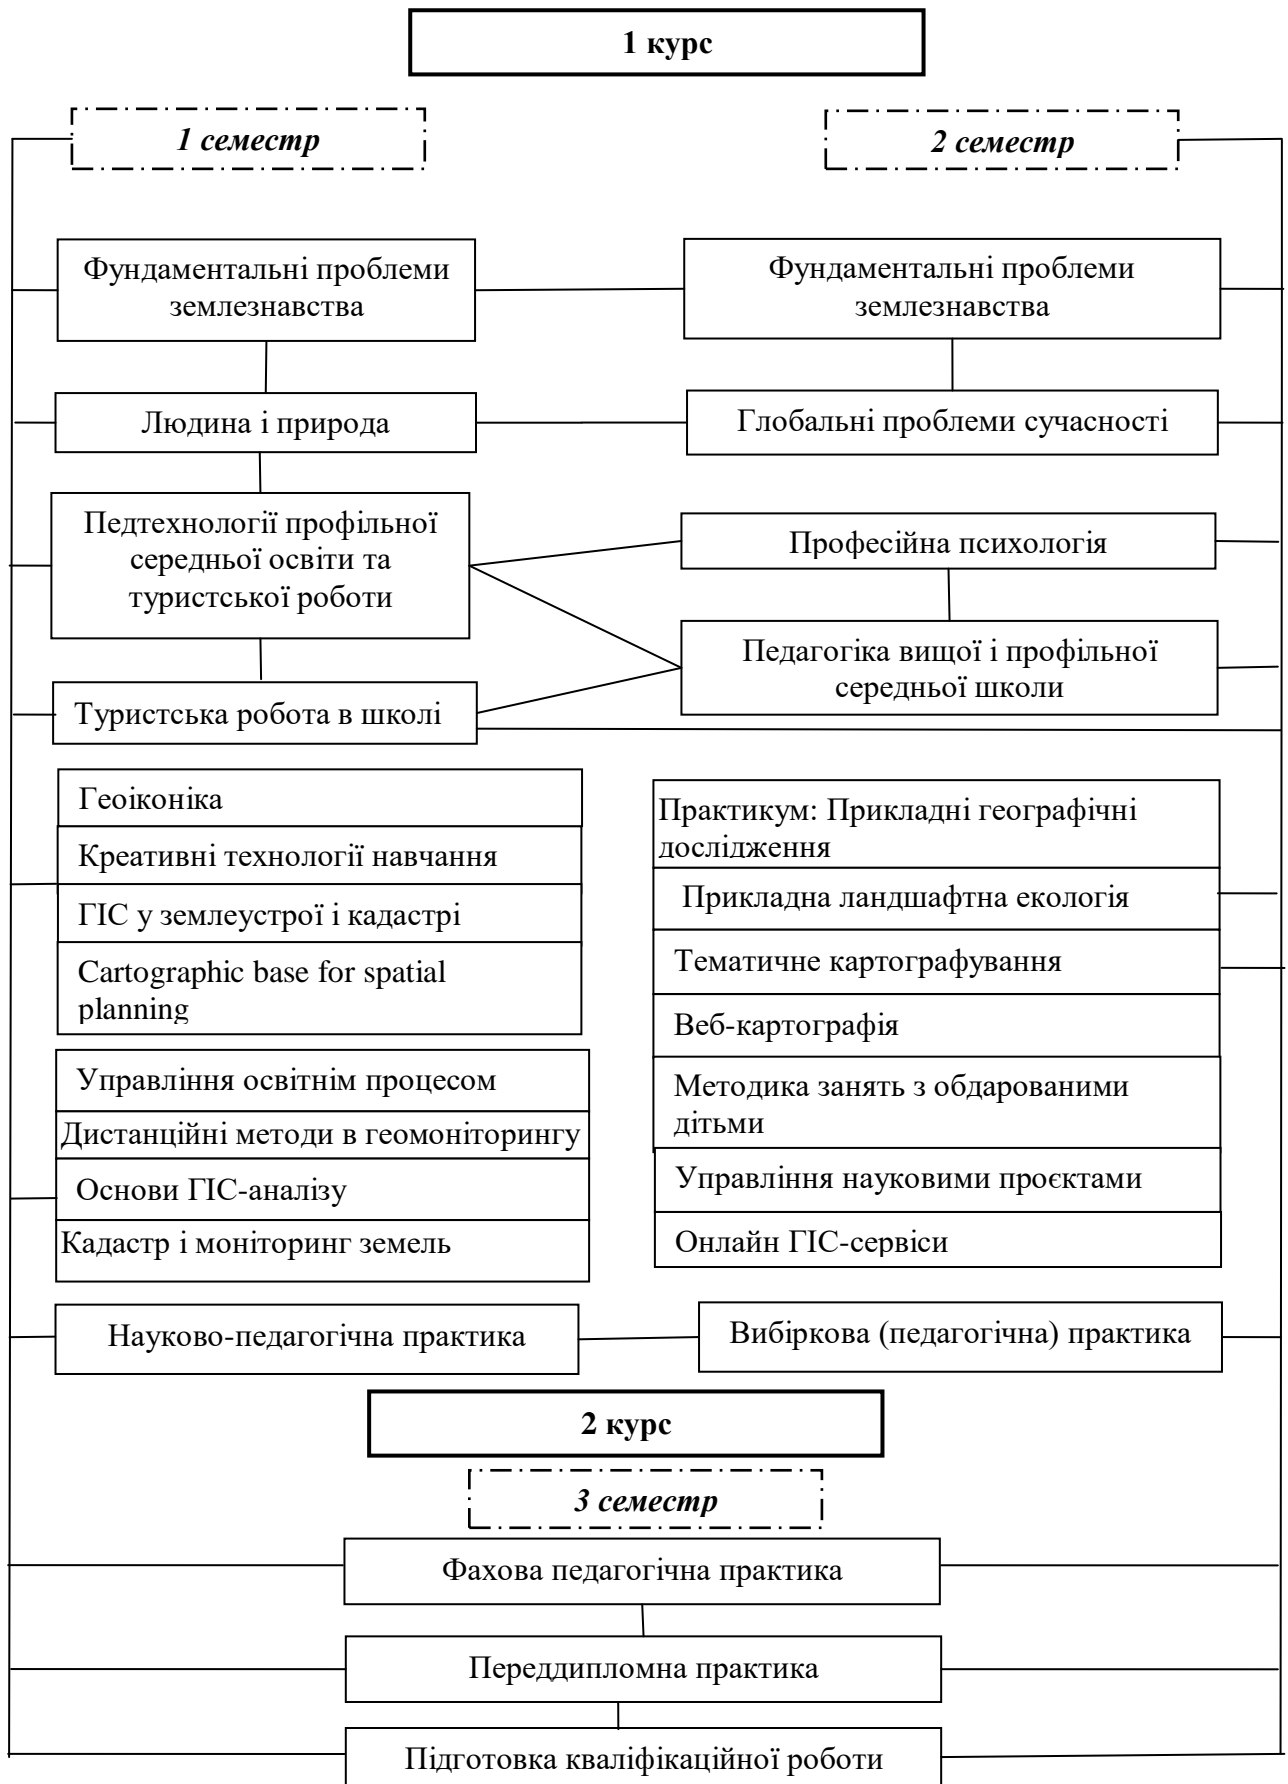 1 курс
1 семестр
2 семестр
Фундаментальні проблеми
землезнавства
Фундаментальні проблеми
землезнавства
Людина і природа
Глобальні проблеми сучасності
Педтехнології профільної
середньої освіти та
туристської роботи
Професійна психологія
Педагогіка вищої і профільної
середньої школи
Туристська робота в школі
Геоіконіка
Креативні технології навчання
ГІС у землеустрої і кадастрі
Cartographic base for spatial
planning
Практикум: Прикладні географічні
дослідження
Прикладна ландшафтна екологія
Тематичне картографування
Веб-картографія
Методика занять з обдарованими
дітьми
Управління науковими проєктами
Онлайн ГІС-сервіси
Управління освітнім процесом
Дистанційні методи в геомоніторингу
Основи ГІС-аналізу
Кадастр і моніторинг земель
Науково-педагогічна практика
Вибіркова (педагогічна) практика
2 курс
3 семестр
Фахова педагогічна практика
Переддипломна практика
Підготовка кваліфікаційної роботи